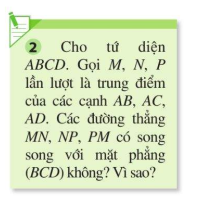 2 Cho tứ diện
ABCD. Gọi M, N, P
lần lượt là trung điểm
của các cạnh AB, AC,
AD. Các đường thẳng
MN, NP, PM có song
song với mặt phẳng
(BCD) không? Vì sao?